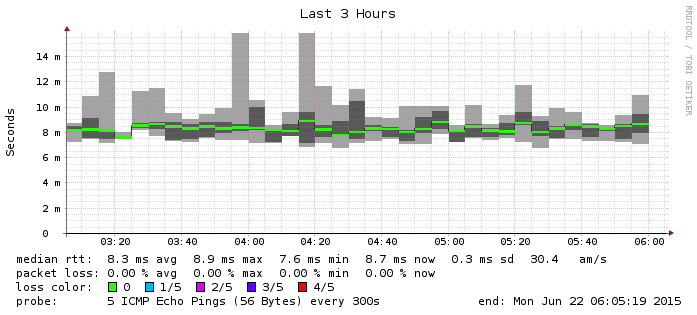 Last 3 Hours
RRDTOOL / TOBI OETIKER
Seconds
14 m
12 m
10 m
8 m
6 m
4 m
2 m
0
03:20 03:40 04:00 04:20 04:40 05:00 05:20 05:40 06:00
median rtt: 8.3 ms avg 8.9 ms max 7.6 ms min 8.7 ms now 0.3 ms sd 30.4 am/s
packet loss: 0.00 % avg 0.00 % max 0.00 % min 0.00 % now
loss color: 0 1/5 2/5 3/5 4/5
probe: 5 ICMP Echo Pings (56 Bytes) every 300s end: Mon Jun 22 06:05:19 2015